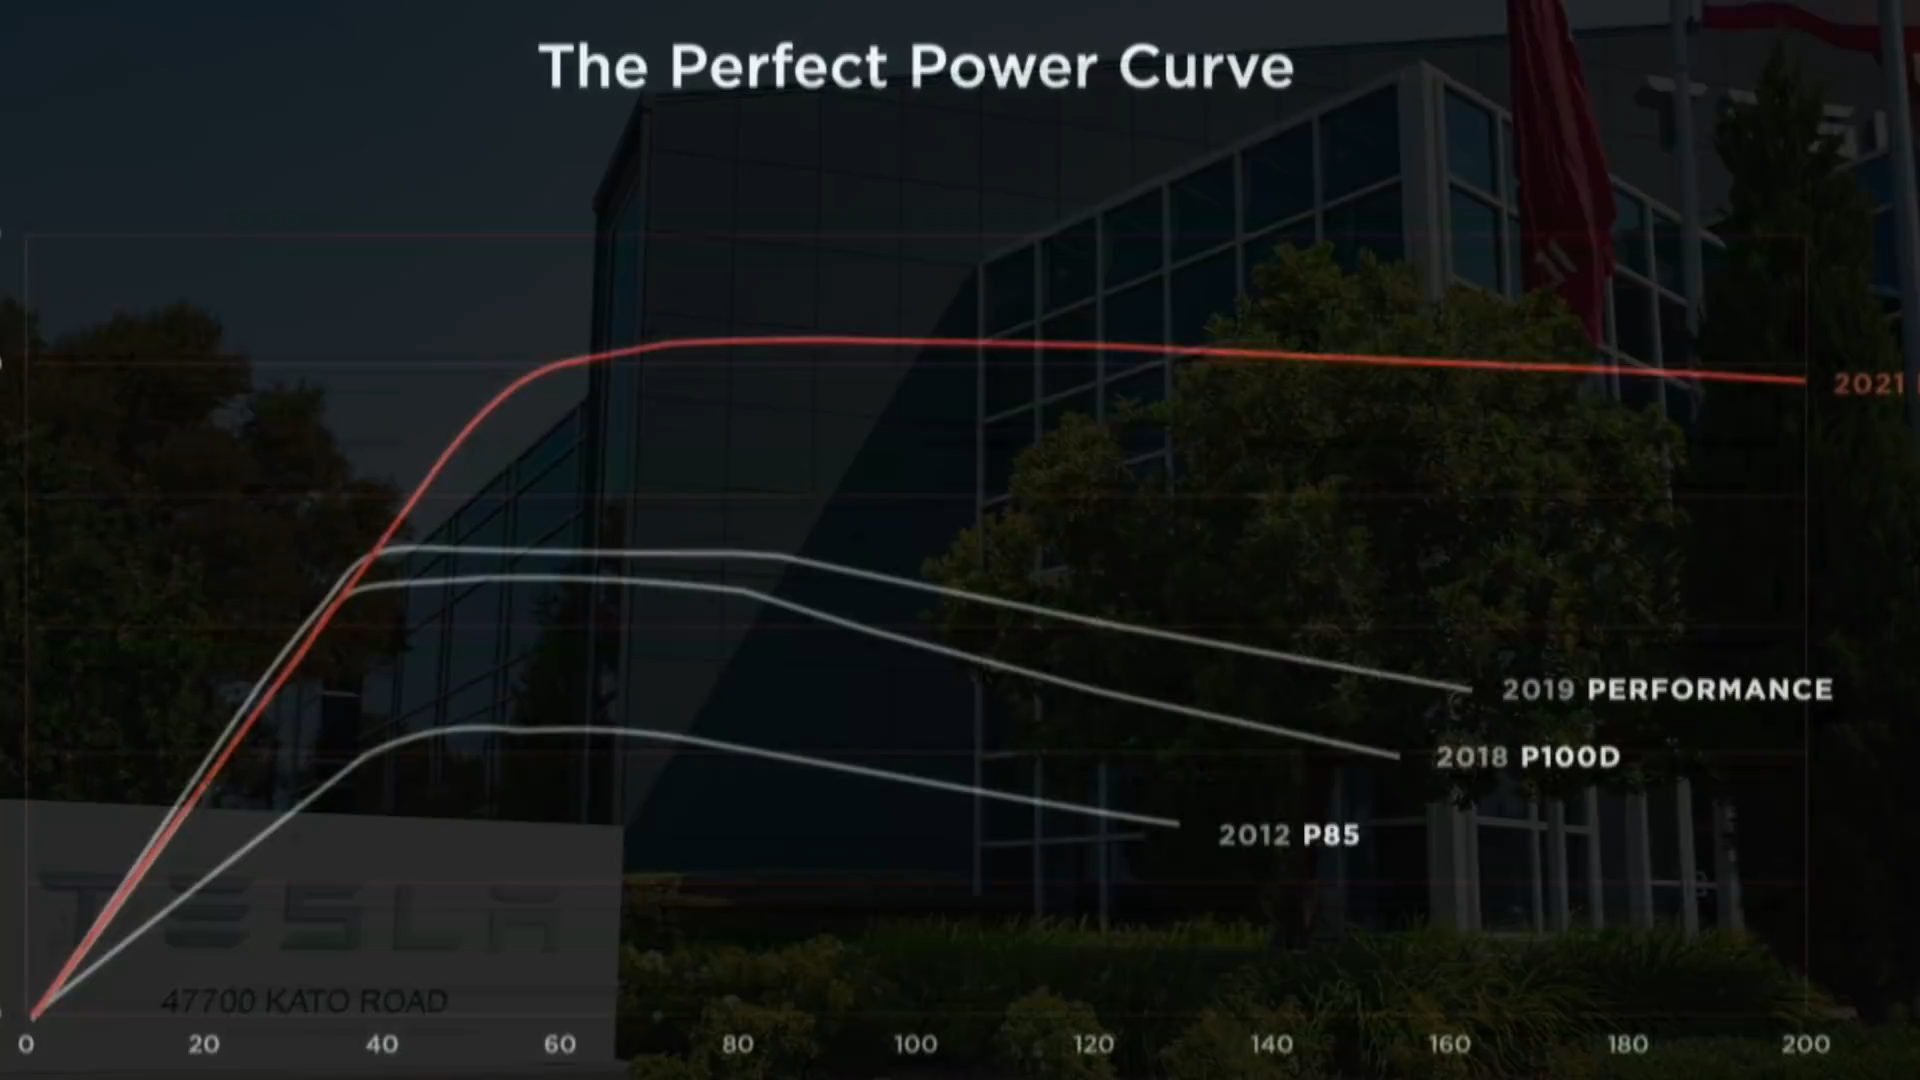 The Perfect Power Curve
2021
2019 PERFORMANCE
2018 P100D
2012 P85
TESLA
47700 KATO ROAD
0 20 40 60 80 100 120 140 160 180 200